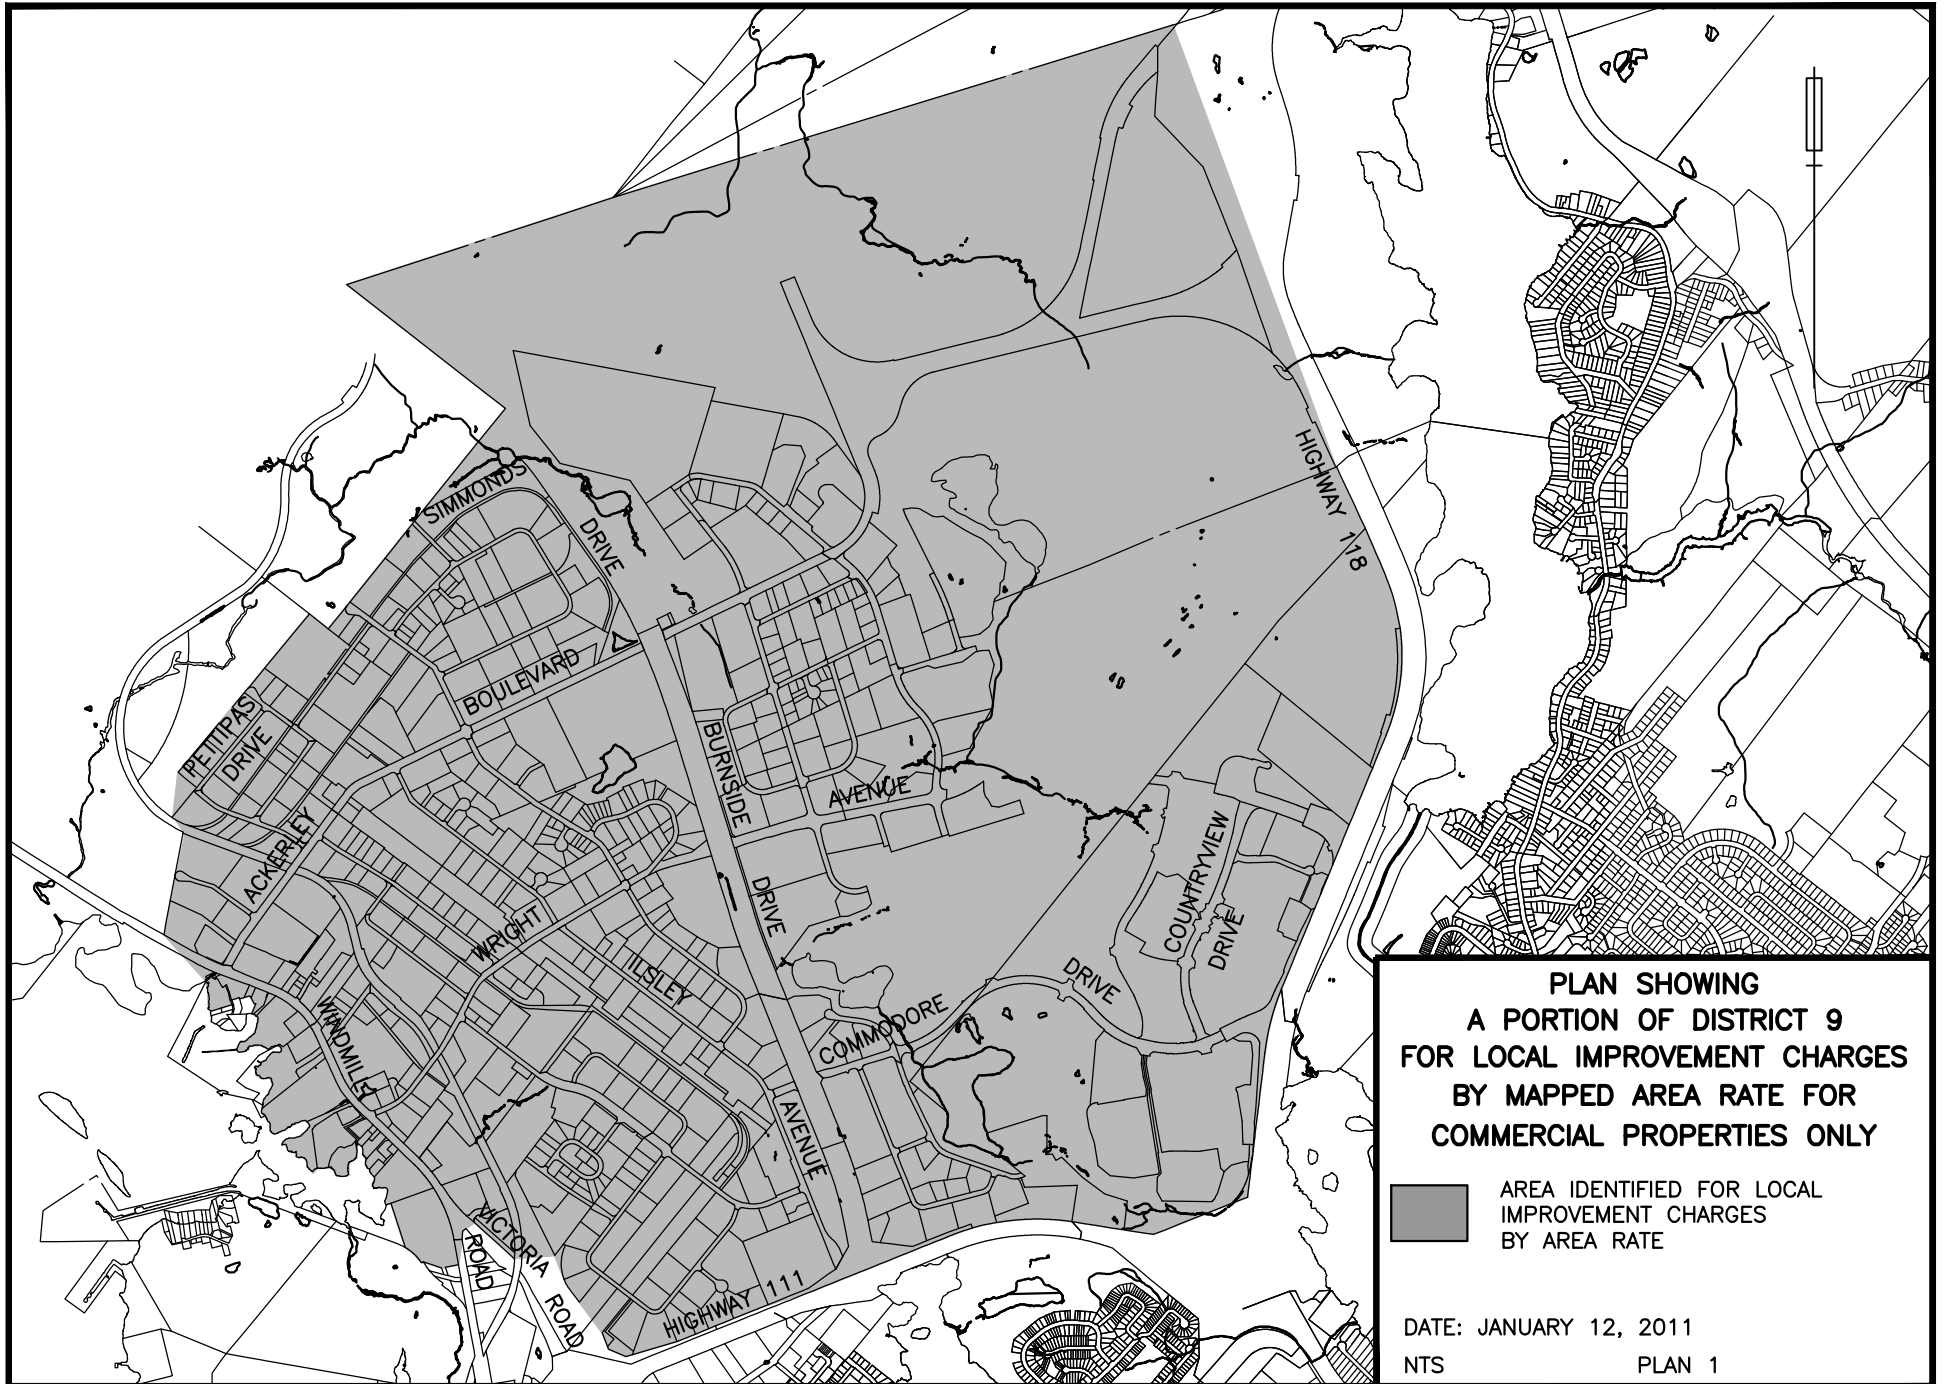 SIMMONDS
DRIVE
HIGHWAY 118
BOULEVARD
PETTIPAS
DRIVE
BURNSIDE
AVENUE
ACKERLEY
DRIVE
COUNTRYVIEW
DRIVE
WRIGHT
ILSLEY
DRIVE
COMMODORE
WINDMILL
AVENUE
VICTORIA
ROAD
ROAD
HIGHWAY 111
PLAN SHOWING
A PORTION OF DISTRICT 9
FOR LOCAL IMPROVEMENT CHARGES
BY MAPPED AREA RATE FOR
COMMERCIAL PROPERTIES ONLY
AREA IDENTIFIED FOR LOCAL
IMPROVEMENT CHARGES
BY AREA RATE
DATE: JANUARY 12, 2011
NTS PLAN 1